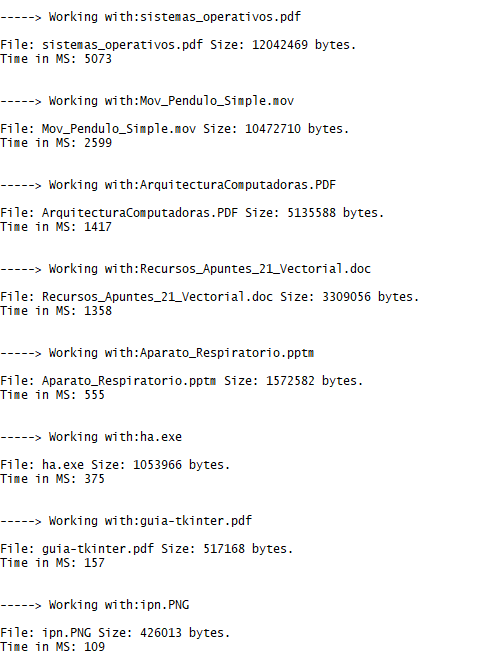 -----> Working with:sistemas_operativos.pdf
File: sistemas_operativos.pdf Size: 12042469 bytes.
Time in MS: 5073
-----> Working with:Mov_Pendulo_Simple.mov
File: Mov_Pendulo_Simple.mov Size: 10472710 bytes.
Time in MS: 2599
-----> Working with:ArquitecturaComputadoras.PDF
File: ArquitecturaComputadoras.PDF Size: 5135588 bytes.
Time in MS: 1417
-----> Working with:Recursos_Apuntes_21_Vectorial.doc
File: Recursos_Apuntes_21_Vectorial.doc Size: 3309056 bytes.
Time in MS: 1358
-----> Working with:Aparato_Respiratorio.pptm
File: Aparato_Respiratorio.pptm Size: 1572582 bytes.
Time in MS: 555
-----> Working with:ha.exe
File: ha.exe Size: 1053966 bytes.
Time in MS: 375
-----> Working with:guia-tkinter.pdf
File: guia-tkinter.pdf Size: 517168 bytes.
Time in MS: 157
-----> Working with:ipn.PNG
File: ipn.PNG Size: 426013 bytes.
Time in MS: 109